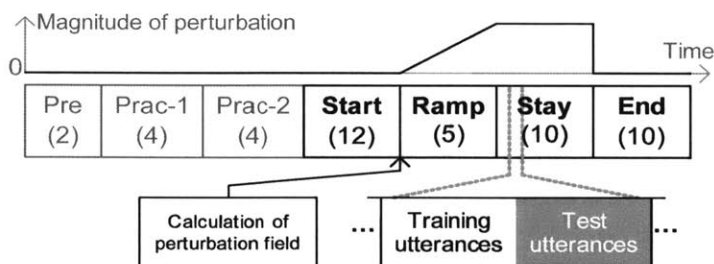 Magnitude of perturbation
Time
0
Pre Prac-1 Prac-2 Start Ramp Stay End
(2) (4) (4) (12) (5) (10) (10)
Calculation of
perturbation field
... Training
utterances
Test
utterances ...